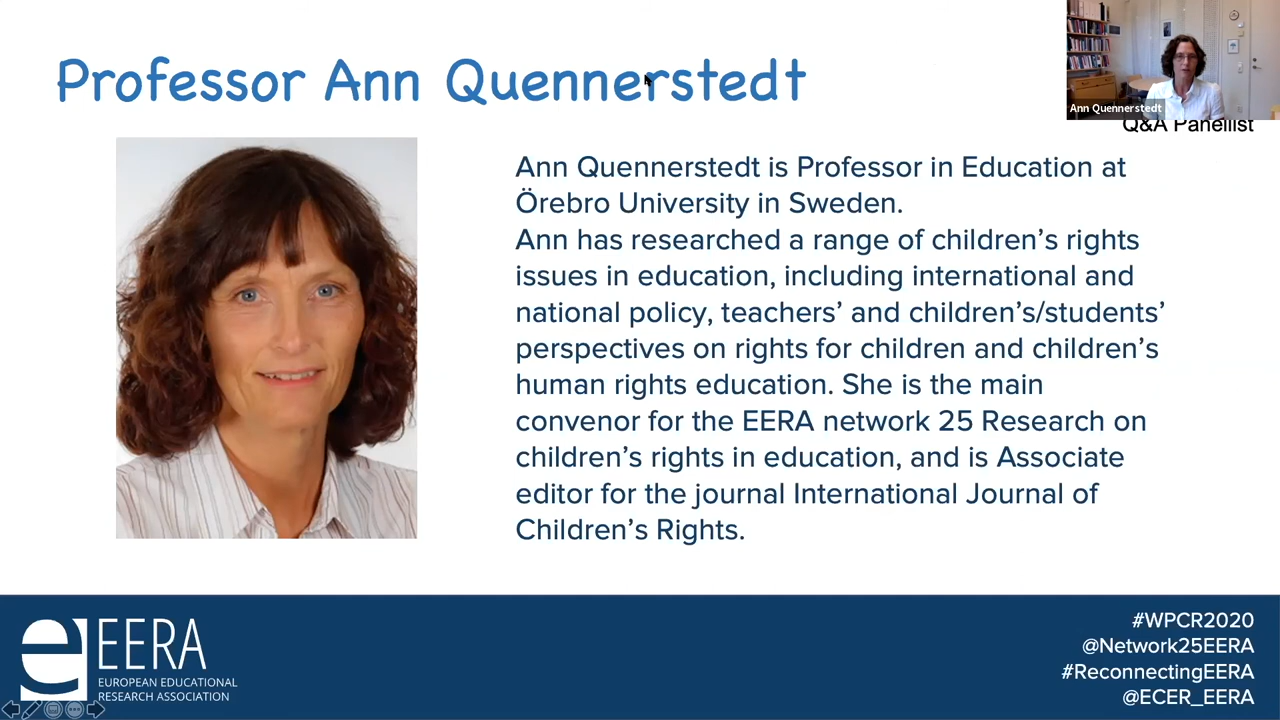 Professor Ann Quennerstedt
Ann Quennerstedt
Q&A Panellist
Ann Quennerstedt is Professor in Education at
Örebro University in Sweden.
Ann has researched a range of children’s rights
issues in education, including international and
national policy, teachers’ and children’s/students’
perspectives on rights for children and children’s
human rights education. She is the main
convenor for the EERA network 25 Research on
children’s rights in education, and is Associate
editor for the journal International Journal of
Children’s Rights.
e EERA
EUROPEAN EDUCATIONAL
RESEARCH ASSOCIATION
#WPCR2020
@Network25EERA
#ReconnectingEERA
@ECER_EERA